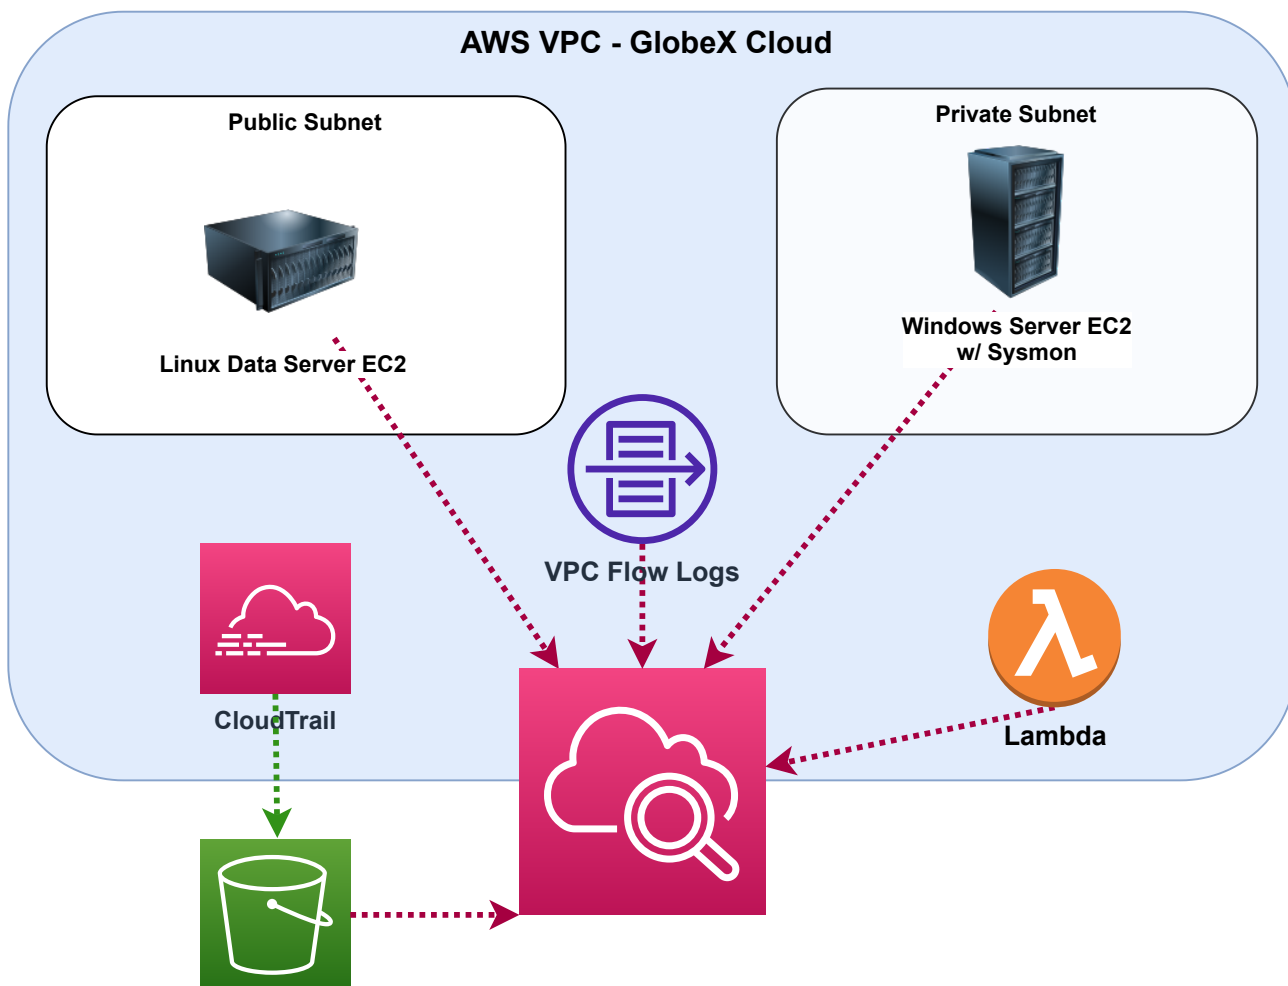 AWS VPC - GlobeX Cloud
Public Subnet
Private Subnet
Linux Data Server EC2
Windows Server EC2
w/ Sysmon
VPC Flow Logs
CloudTrail
Lambda